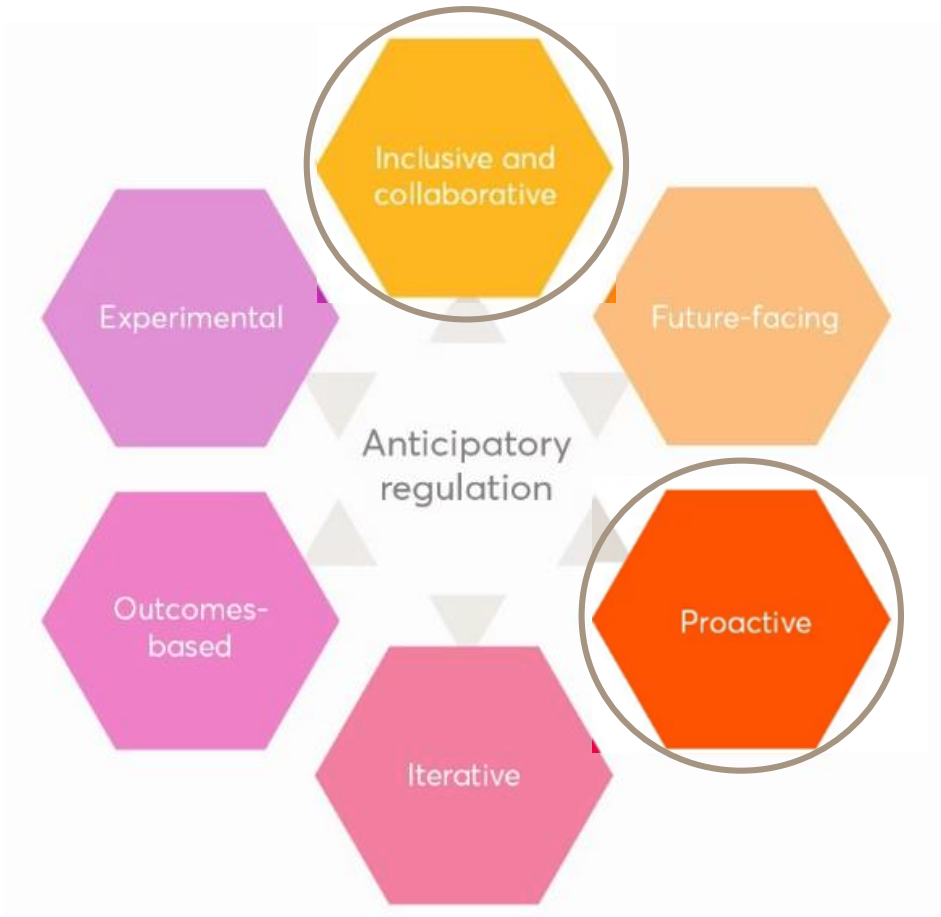 Inclusive and
collaborative
Experimental
Future-facing
Anticipatory
regulation
Outcomes-
based
Proactive
Iterative